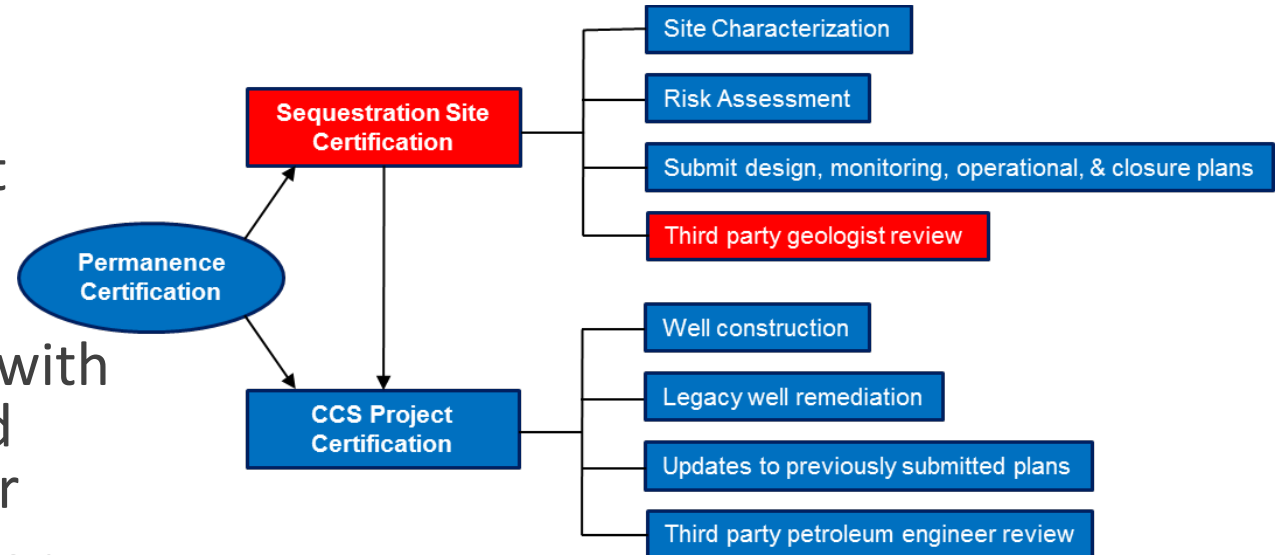 t
with
d
r
Permanence
Certification
Sequestration Site
Certification
Site Characterization
Risk Assessment
Submit design, monitoring, operational, & closure plans
Third party geologist review
CCS Project
Certification
Well construction
Legacy well remediation
Updates to previously submitted plans
Third party petroleum engineer review